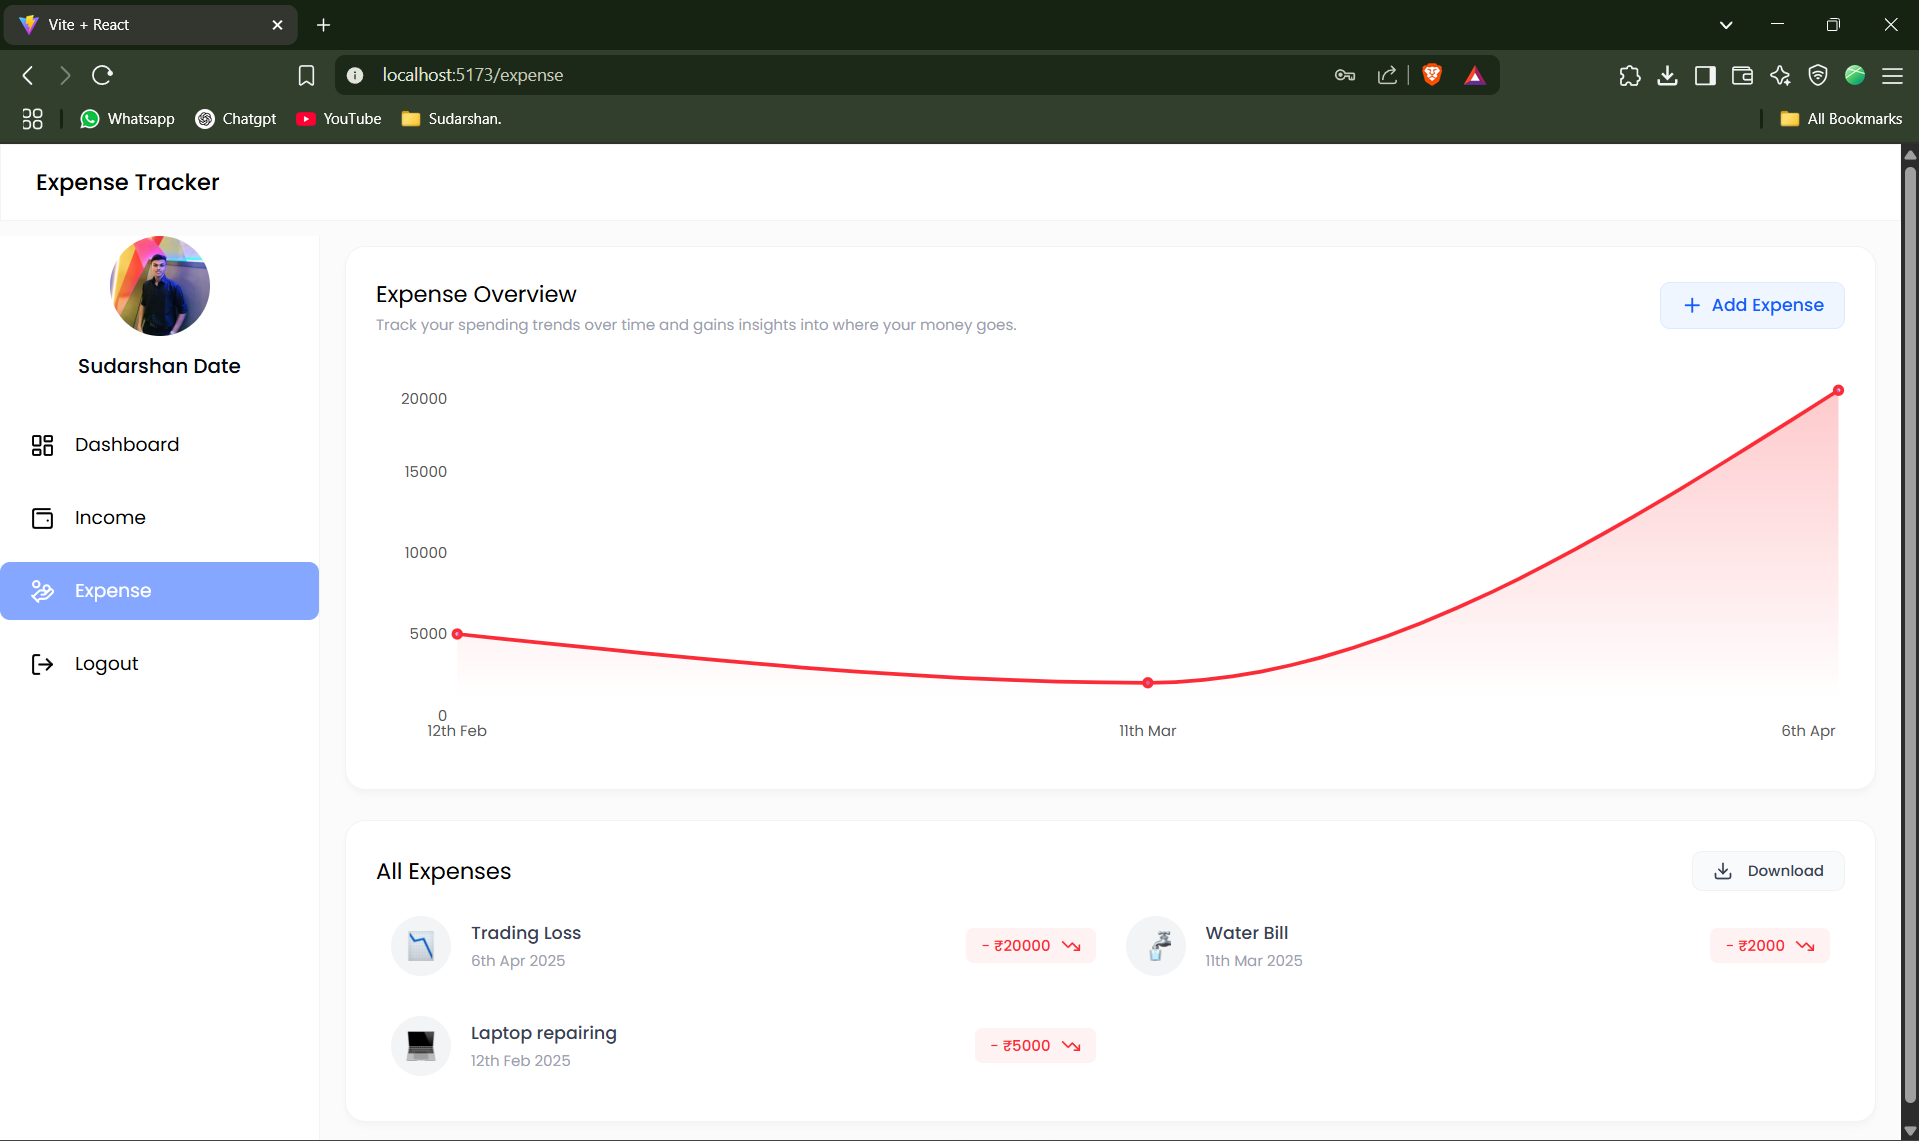 Vite + React
localhost:5173/expense
Whatsapp
Chatgpt
YouTube
Sudarshan.
All Bookmarks
Expense Tracker
Sudarshan Date
Dashboard
Income
Expense
Logout
Expense Overview
Track your spending trends over time and gains insights into where your money goes.
Add Expense
20000
15000
10000
5000
0
12th Feb
11th Mar
6th Apr
All Expenses
Download
Trading Loss
6th Apr 2025
- ₹20000
Water Bill
11th Mar 2025
- ₹2000
Laptop repairing
12th Feb 2025
- ₹5000